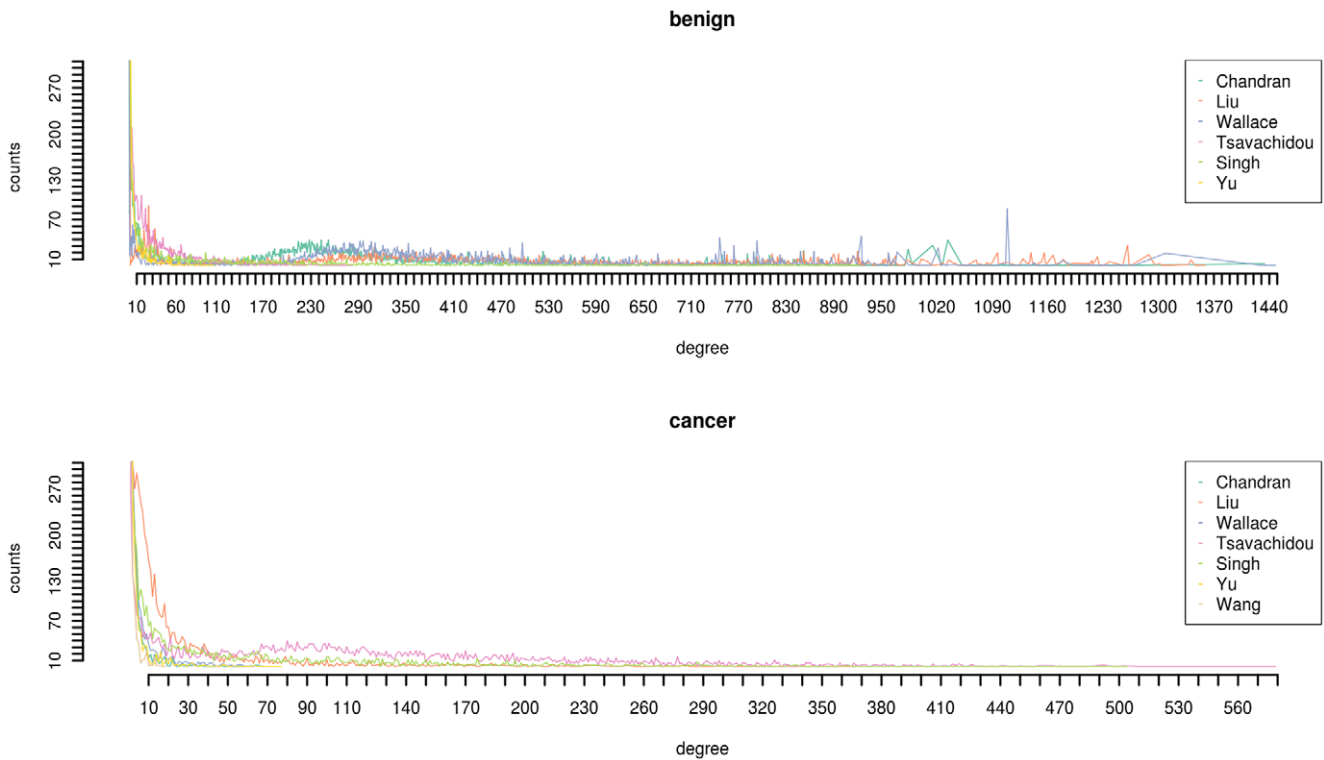 benign
counts
270
200
130
70
10
Chandran
Liu
Wallace
Tsavachidou
Singh
Yu
10 60 110 170 230 290 350 410 470 530 590 650 710 770 830 890 950 1020 1090 1160 1230 1300 1370 1440
degree
cancer
counts
270
200
130
70
10
Chandran
Liu
Wallace
Tsavachidou
Singh
Yu
Wang
10 30 50 70 90 110 140 170 200 230 260 290 320 350 380 410 440 470 500 530 560
degree